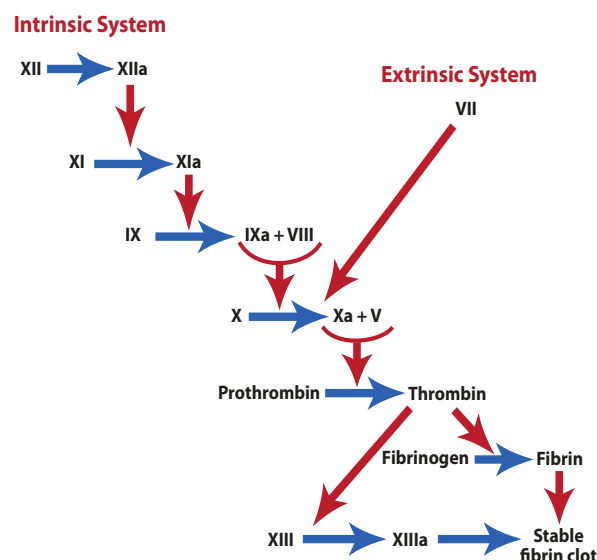 Intrinsic System
XII XIIa
Extrinsic System
VII
XI XIa
IX IXa + VIII
X Xa + V
Prothrombin Thrombin
Fibrinogen Fibrin
XIII XIIIa Stable
fibrin clot